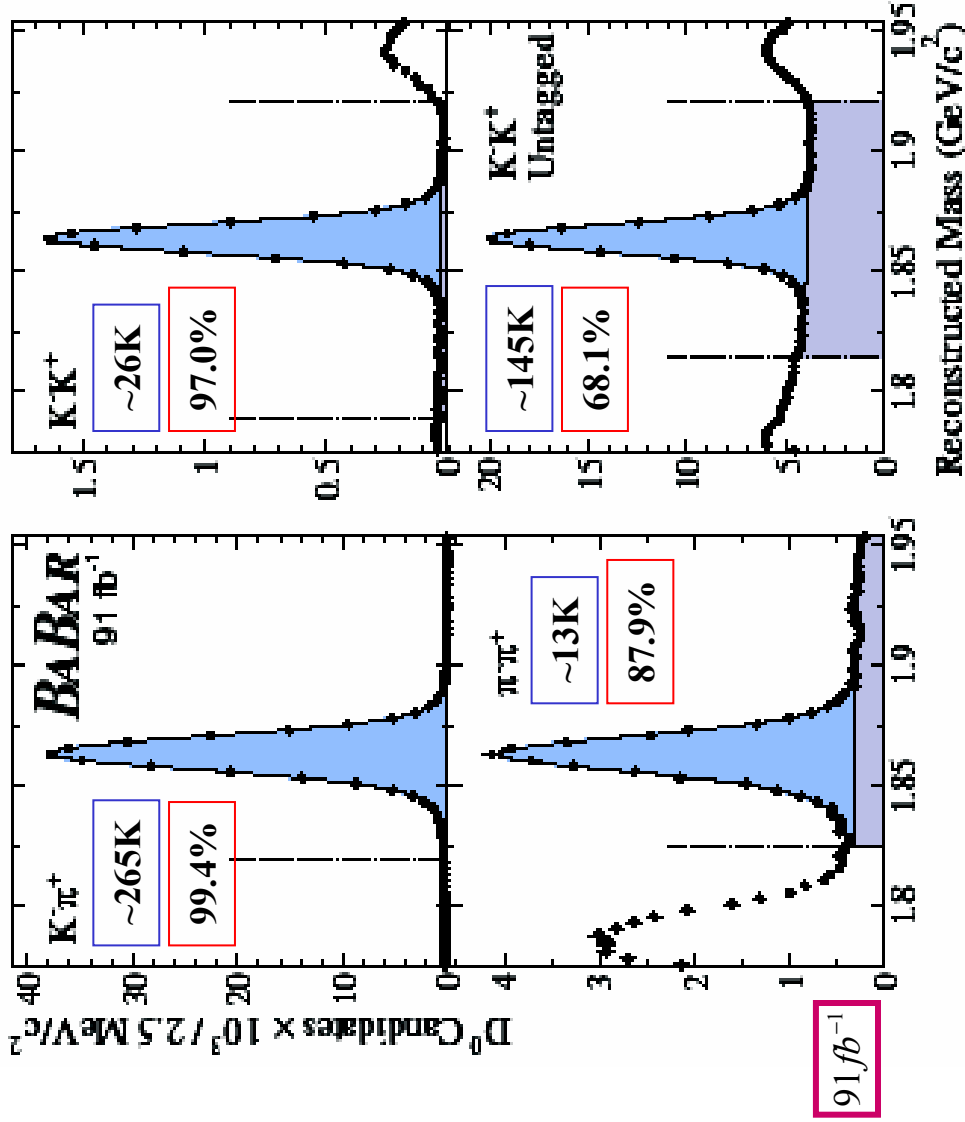 D⁰ Candidates × 10³ / 2.5 MeV/c²
40
30
20
10
0
K⁻π⁺
~265K
99.4%
BABAR
91 fb⁻¹
1.5
1
0.5
0
K⁻K⁺
~26K
97.0%
4
3
2
1
0
π⁻π⁺
~13K
87.9%
1.8
1.85
1.9
1.95
20
15
10
5
0
K⁻K⁺
Untagged
~145K
68.1%
1.8
1.85
1.9
1.95
Reconstructed Mass (GeV/c²)
91 fb⁻¹